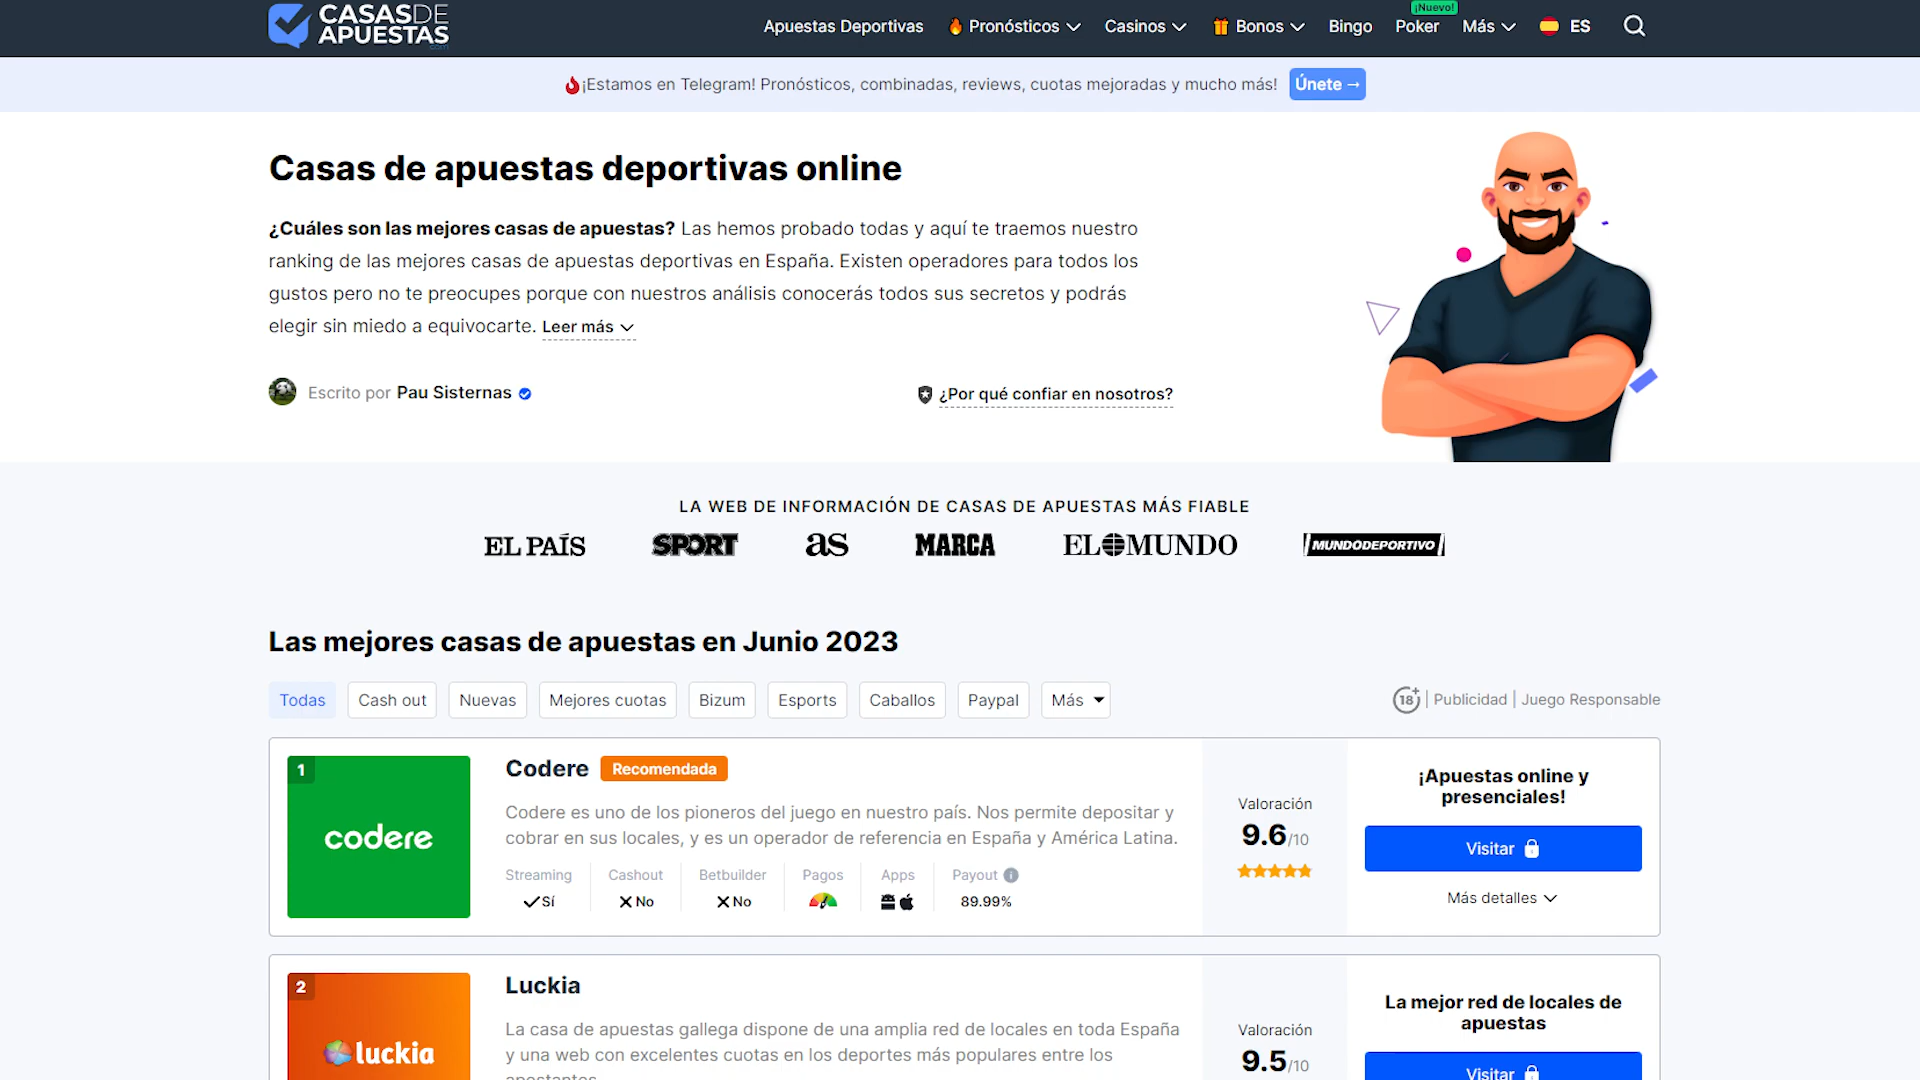 CASASDE
APUESTAS
.com
Apuestas Deportivas
Pronósticos
Casinos
Bonos
Bingo
¡Nuevo!
Poker
Más
ES
¡Estamos en Telegram! Pronósticos, combinadas, reviews, cuotas mejoradas y mucho más!
Únete →
Casas de apuestas deportivas online
¿Cuáles son las mejores casas de apuestas? Las hemos probado todas y aquí te traemos nuestro
ranking de las mejores casas de apuestas deportivas en España. Existen operadores para todos los
gustos pero no te preocupes porque con nuestros análisis conocerás todos sus secretos y podrás
elegir sin miedo a equivocarte. Leer más
Escrito por Pau Sisternas
¿Por qué confiar en nosotros?
LA WEB DE INFORMACIÓN DE CASAS DE APUESTAS MÁS FIABLE
EL PAÍS
SPORT
as
MARCA
EL MUNDO
MUNDODEPORTIVO
Las mejores casas de apuestas en Junio 2023
Todas
Cash out
Nuevas
Mejores cuotas
Bizum
Esports
Caballos
Paypal
Más
18+ | Publicidad | Juego Responsable
1
codere
Codere
Recomendada
Codere es uno de los pioneros del juego en nuestro país. Nos permite depositar y
cobrar en sus locales, y es un operador de referencia en España y América Latina.
Streaming
Sí
Cashout
No
Betbuilder
No
Pagos
Apps
Payout
89.99%
Valoración
9.6/10
¡Apuestas online y
presenciales!
Visitar
Más detalles
2
luckia
Luckia
La casa de apuestas gallega dispone de una amplia red de locales en toda España
y una web con excelentes cuotas en los deportes más populares entre los
apostantes.
Valoración
9.5/10
La mejor red de locales de
apuestas
Visitar